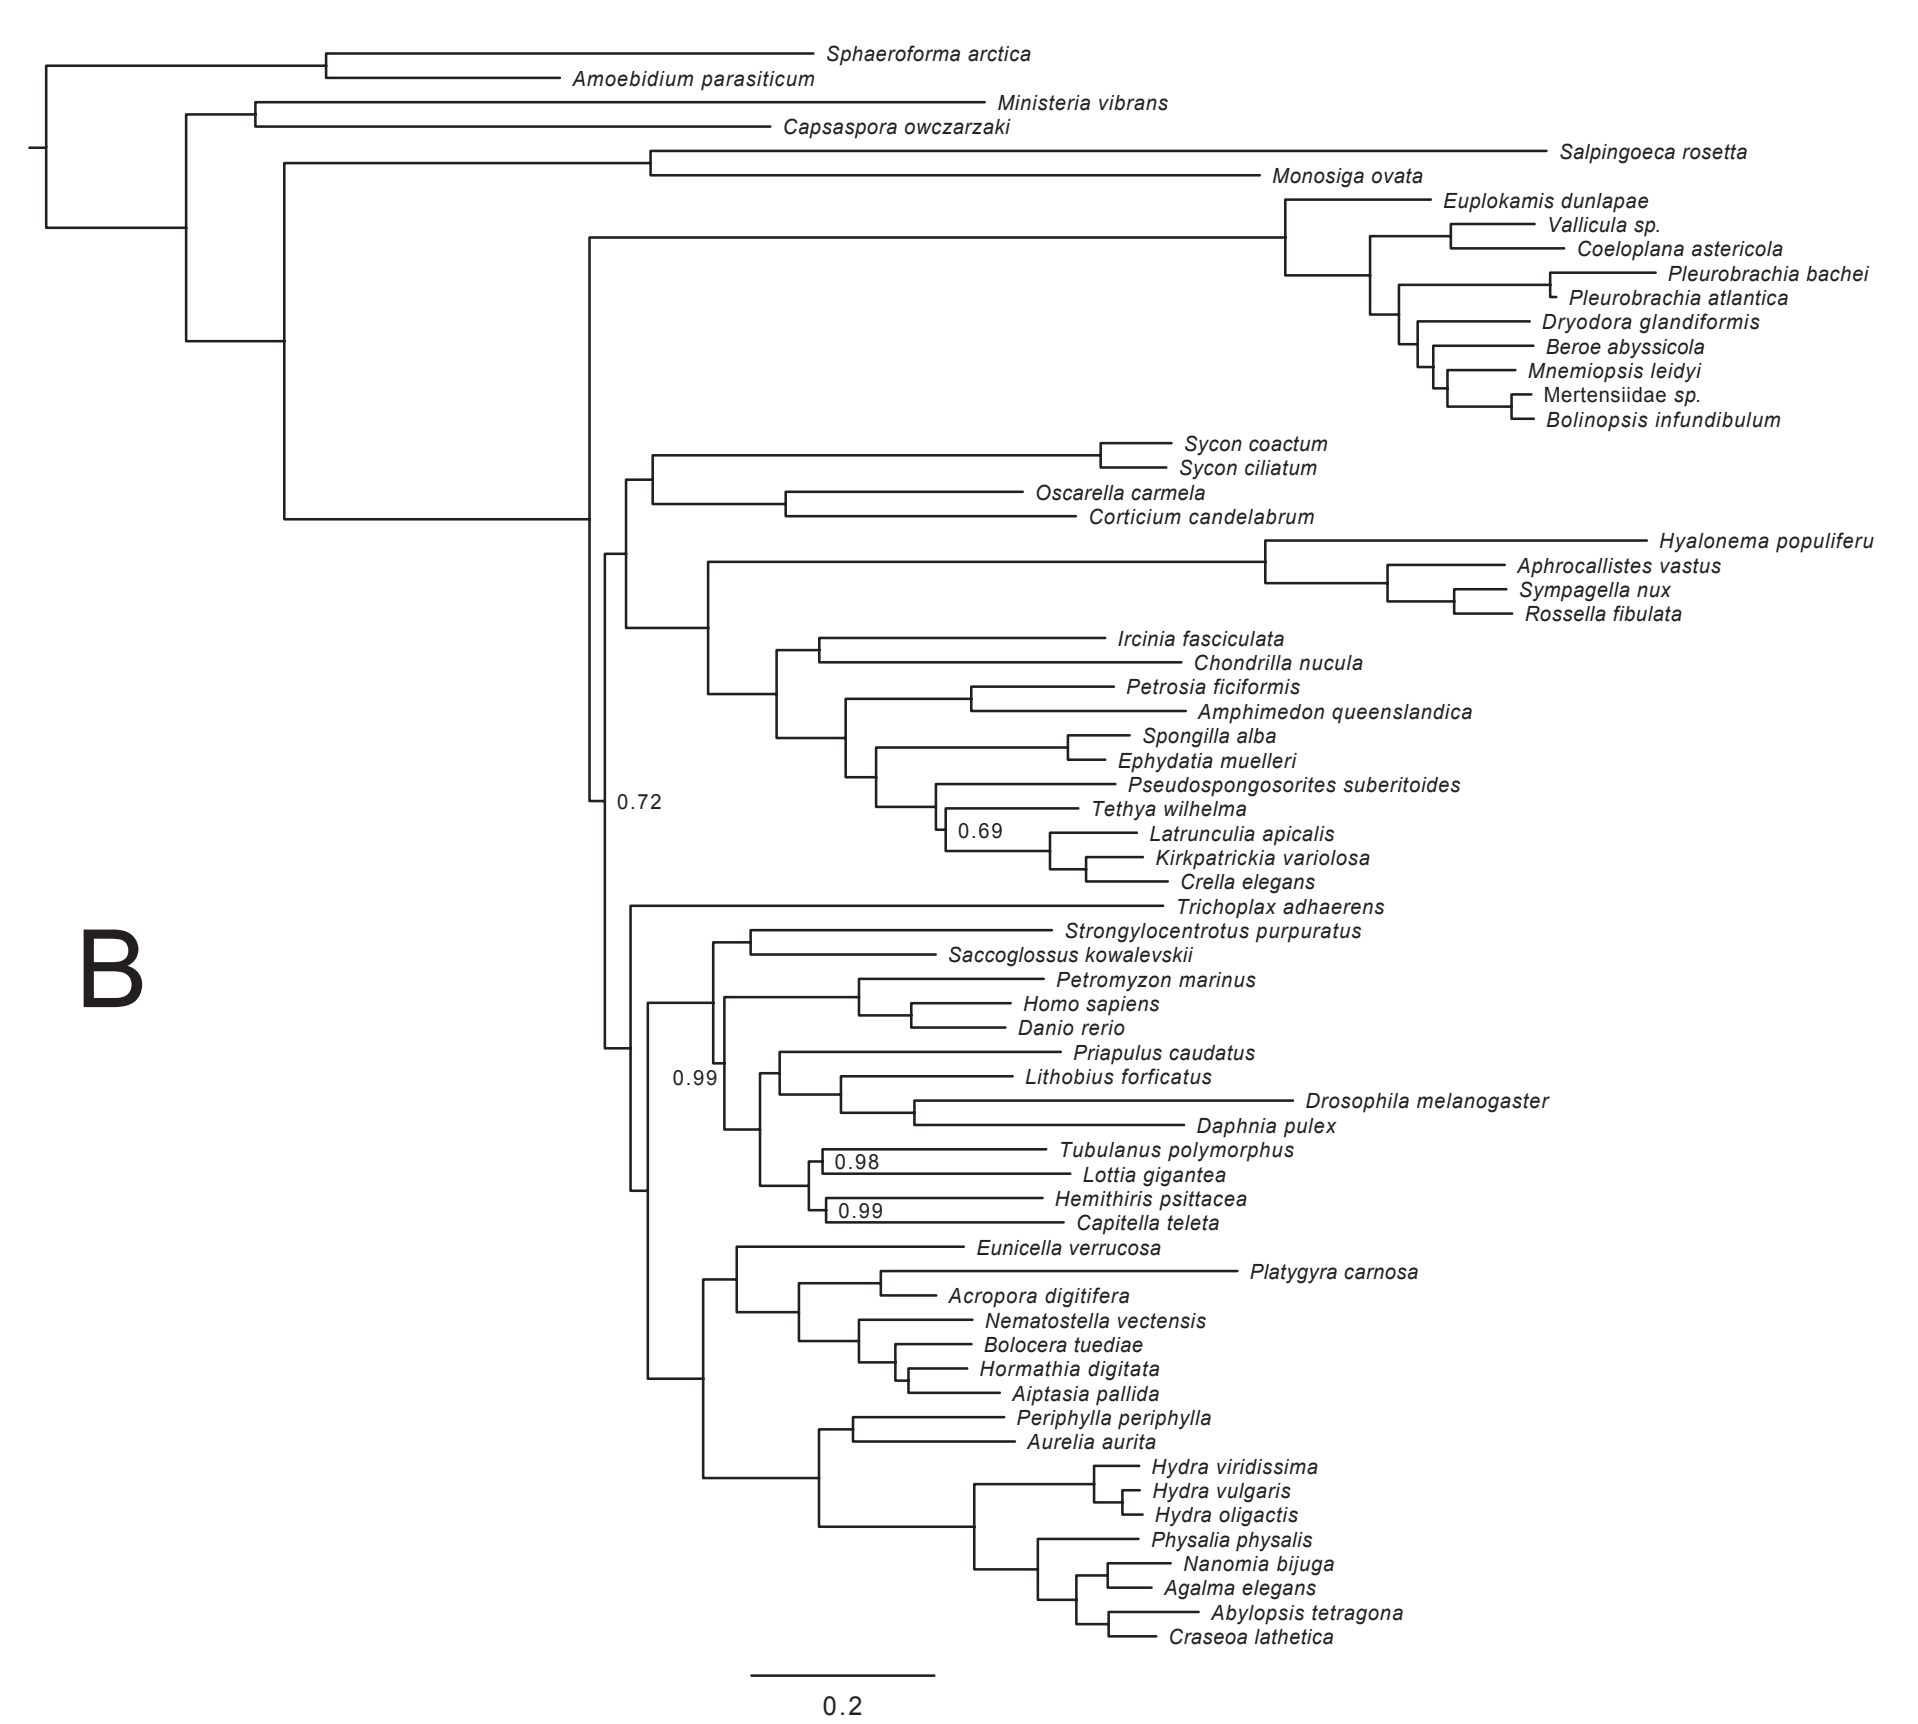 Sphaeroforma arctica
Amoebidium parasiticum
Ministeria vibrans
Capsaspora owczarzaki
Salpingoeca rosetta
Monosiga ovata
Euplokamis dunlapae
Vallicula sp.
Coeloplana astericola
Pleurobrachia bachei
Pleurobrachia atlantica
Dryodora glandiformis
Beroe abyssicola
Mnemiopsis leidyi
Mertensiidae sp.
Bolinopsis infundibulum
Sycon coactum
Sycon ciliatum
Oscarella carmela
Corticium candelabrum
Hyalonema populiferu
Aphrocallistes vastus
Sympagella nux
Rossella fibulata
Ircinia fasciculata
Chondrilla nucula
Petrosia ficiformis
Amphimedon queenslandica
Spongilla alba
Ephydatia muelleri
Pseudospongosorites suberitoides
0.72
Tethya wilhelma
0.69
Latrunculia apicalis
Kirkpatrickia variolosa
Crella elegans
Trichoplax adhaerens
Strongylocentrotus purpuratus
Saccoglossus kowalevskii
B
Petromyzon marinus
Homo sapiens
Danio rerio
Priapulus caudatus
0.99
Lithobius forficatus
Drosophila melanogaster
Daphnia pulex
Tubulanus polymorphus
0.98
Lottia gigantea
Hemithiris psittacea
0.99
Capitella teleta
Eunicella verrucosa
Platygyra carnosa
Acropora digitifera
Nematostella vectensis
Bolocera tuediae
Hormathia digitata
Aiptasia pallida
Periphylla periphylla
Aurelia aurita
Hydra viridissima
Hydra vulgaris
Hydra oligactis
Physalia physalis
Nanomia bijuga
Agalma elegans
Abylopsis tetragona
Craseoa lathetica
0.2